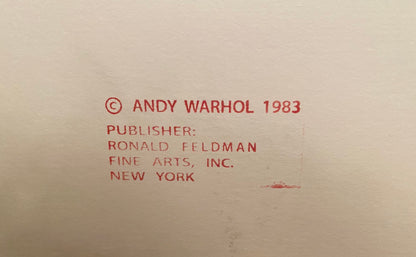 © ANDY WARHOL 1983
PUBLISHER:
RONALD FELDMAN
FINE ARTS, INC.
NEW YORK